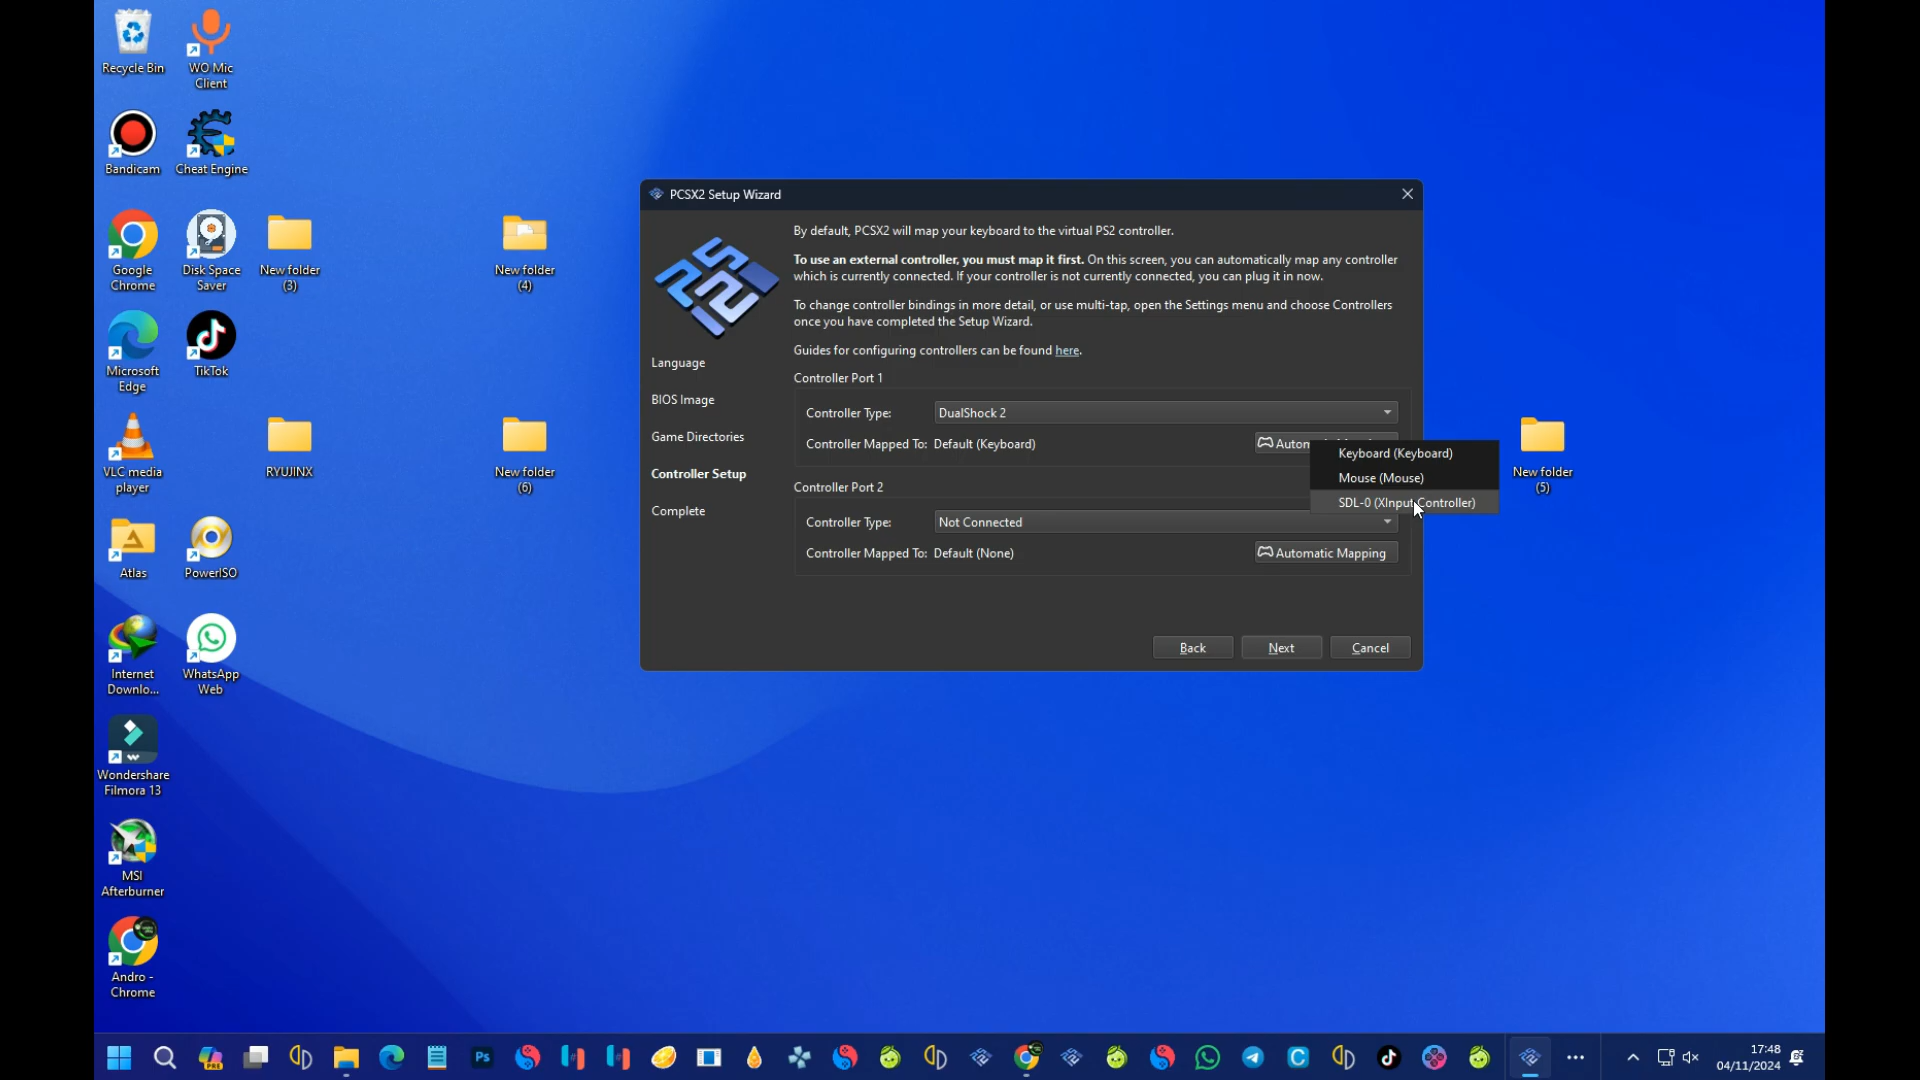 Recycle Bin
WO Mic
Client
Bandicam
Cheat Engine
Google
Chrome
Disk Space
Saver
New folder
(3)
New folder
(4)
Microsoft
Edge
TikTok
VLC media
player
RYUJINX
New folder
(6)
New folder
(5)
Atlas
PowerISO
Internet
Downlo...
WhatsApp
Web
Wondershare
Filmora 13
MSI
Afterburner
Andro -
Chrome
PCSX2 Setup Wizard
By default, PCSX2 will map your keyboard to the virtual PS2 controller.
To use an external controller, you must map it first. On this screen, you can automatically map any controller
which is currently connected. If your controller is not currently connected, you can plug it in now.
To change controller bindings in more detail, or use multi-tap, open the Settings menu and choose Controllers
once you have completed the Setup Wizard.
Guides for configuring controllers can be found here.
Language
BIOS Image
Game Directories
Controller Setup
Complete
Controller Port 1
Controller Type: DualShock 2
Controller Mapped To: Default (Keyboard)
Keyboard (Keyboard)
Mouse (Mouse)
SDL-0 (XInput Controller)
Controller Port 2
Controller Type: Not Connected
Controller Mapped To: Default (None) Automatic Mapping
Back Next Cancel
PRE
Ps
C
17:48
04/11/2024